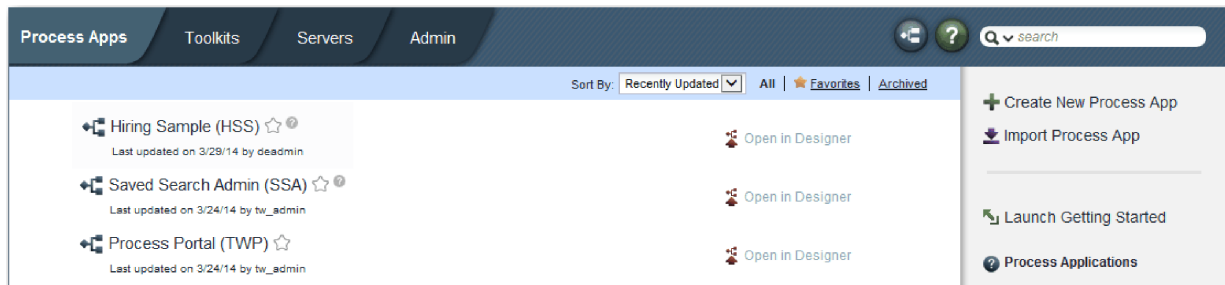 Process Apps Toolkits Servers Admin ? search
Sort By: Recently Updated All | Favorites | Archived
Hiring Sample (HSS) ?
Last updated on 3/29/14 by deadmin
Open in Designer
Saved Search Admin (SSA) ?
Last updated on 3/24/14 by tw_admin
Open in Designer
Process Portal (TWP)
Last updated on 3/24/14 by tw_admin
Open in Designer
Create New Process App
Import Process App
Launch Getting Started
? Process Applications